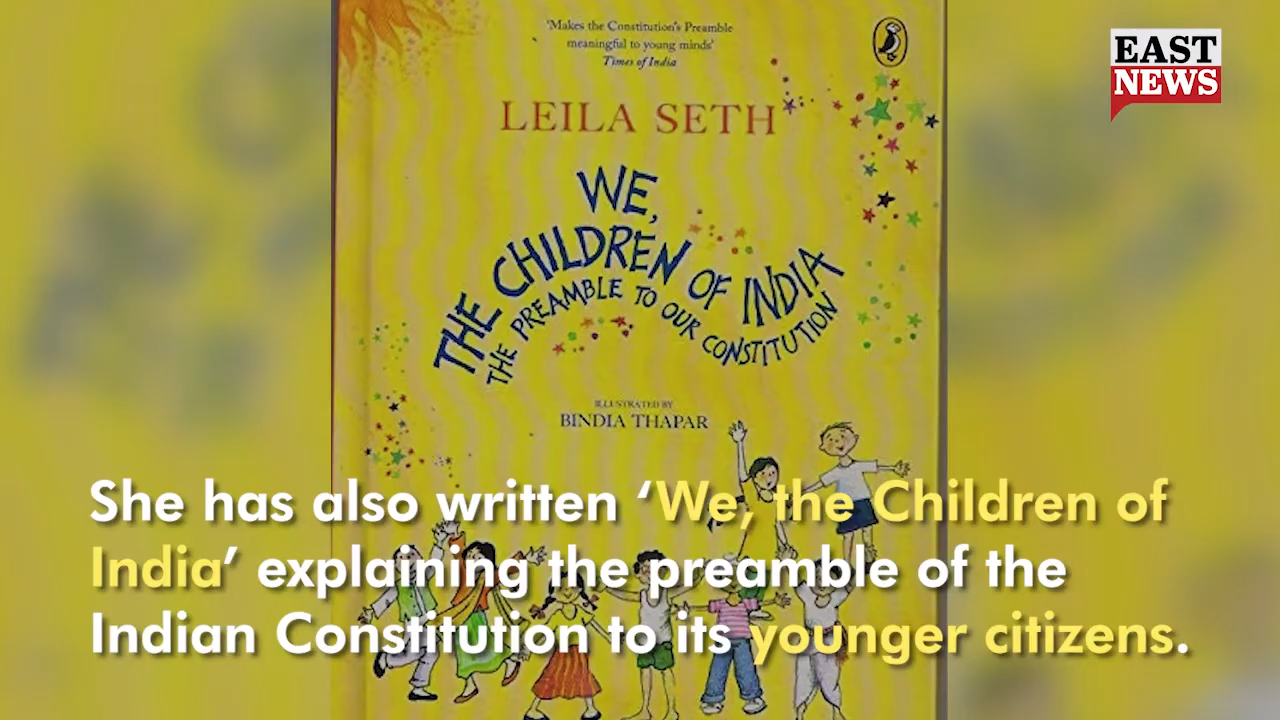 'Makes the Constitution's Preamble
meaningful to young minds'
Times of India
LEILA SETH
WE,
THE CHILDREN OF INDIA
THE PREAMBLE TO OUR CONSTITUTION
ILLUSTRATED BY
BINDIA THAPAR
EAST
NEWS
She has also written ‘We, the Children of
India’ explaining the preamble of the
Indian Constitution to its younger citizens.